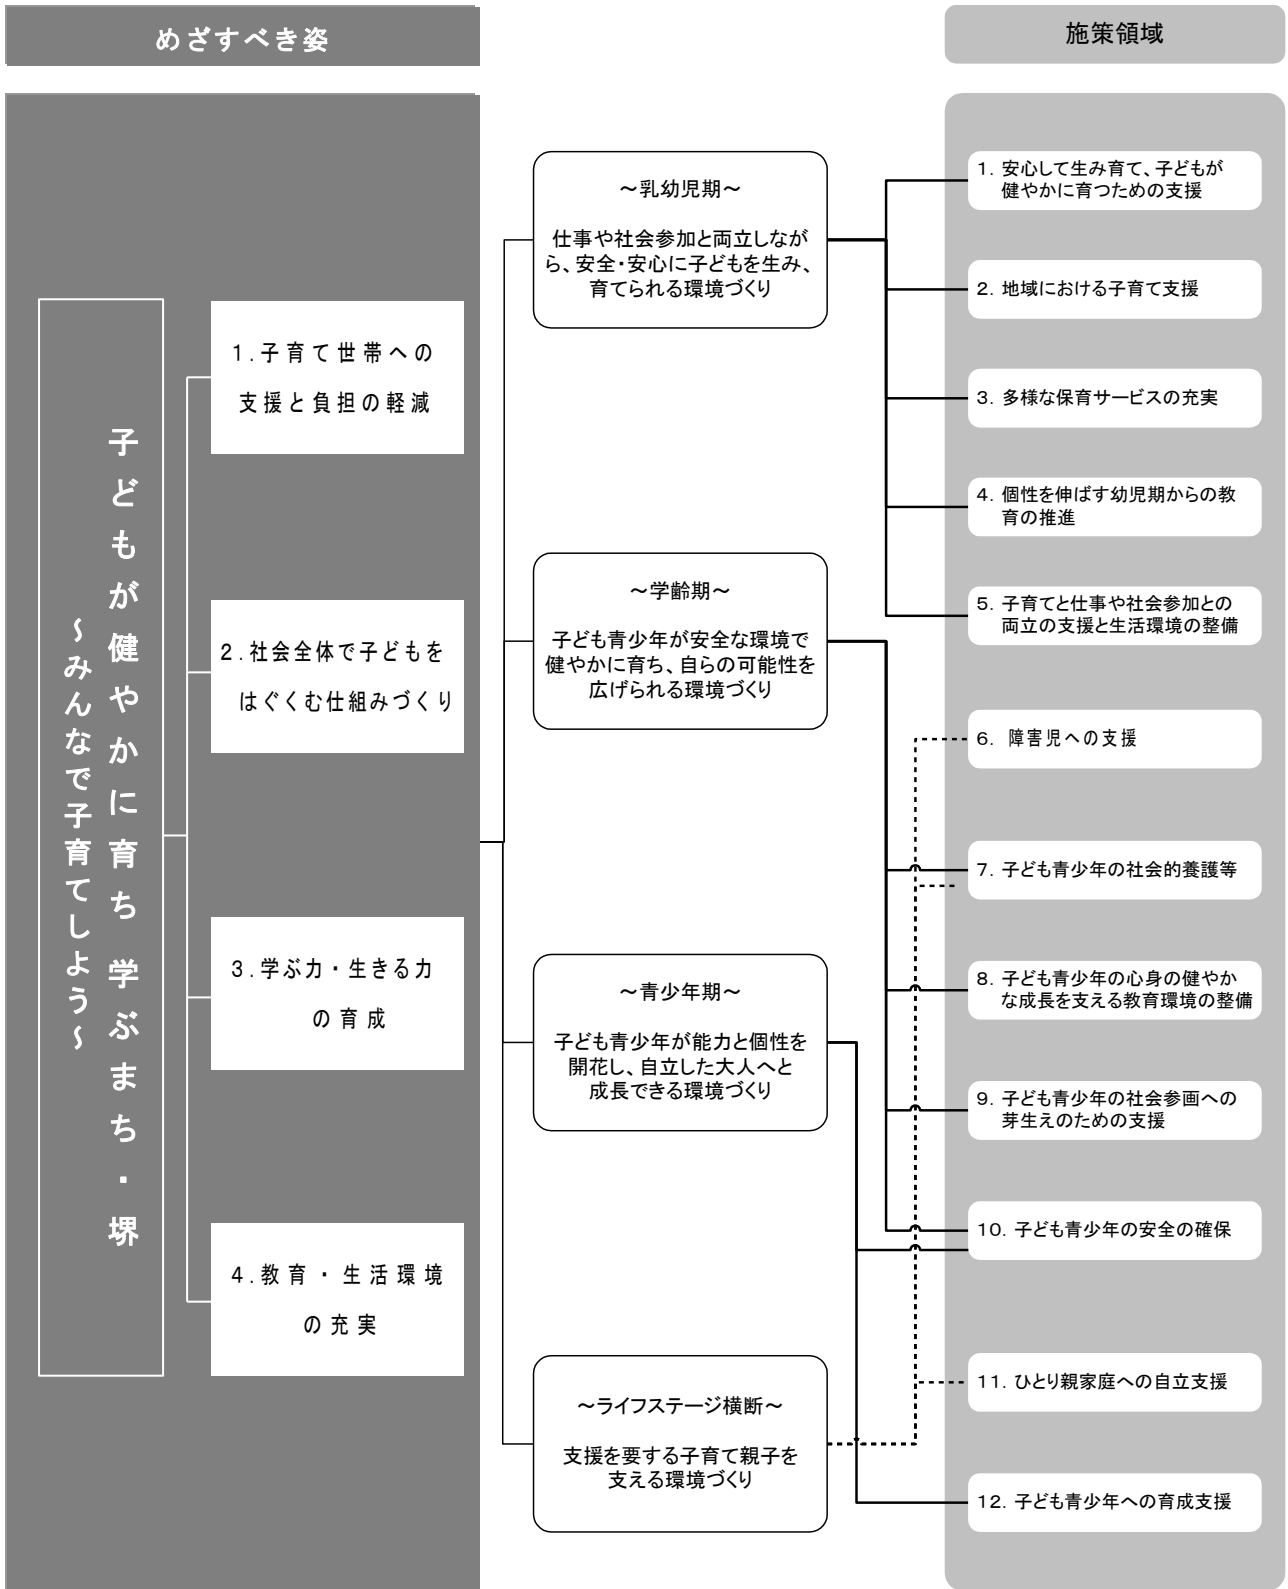 めざすべき姿
子どもが健やかに育ち 学ぶまち・堺
～みんなで子育てしよう～
1.子育て世帯への
支援と負担の軽減
2.社会全体で子どもを
はぐくむ仕組みづくり
3.学ぶ力・生きる力
の育成
4.教育・生活環境
の充実
～乳幼児期～
仕事や社会参加と両立しなが
ら、安全・安心に子どもを生み、
育てられる環境づくり
～学齢期～
子ども青少年が安全な環境で
健やかに育ち、自らの可能性を
広げられる環境づくり
～青少年期～
子ども青少年が能力と個性を
開花し、自立した大人へと
成長できる環境づくり
～ライフステージ横断～
支援を要する子育て親子を
支える環境づくり
施策領域
1. 安心して生み育て、子どもが
健やかに育つための支援
2. 地域における子育て支援
3. 多様な保育サービスの充実
4. 個性を伸ばす幼児期からの教
育の推進
5. 子育てと仕事や社会参加との
両立の支援と生活環境の整備
6. 障害児への支援
7. 子ども青少年の社会的養護等
8. 子ども青少年の心身の健やか
な成長を支える教育環境の整備
9. 子ども青少年の社会参画への
芽生えのための支援
10. 子ども青少年の安全の確保
11. ひとり親家庭への自立支援
12. 子ども青少年への育成支援